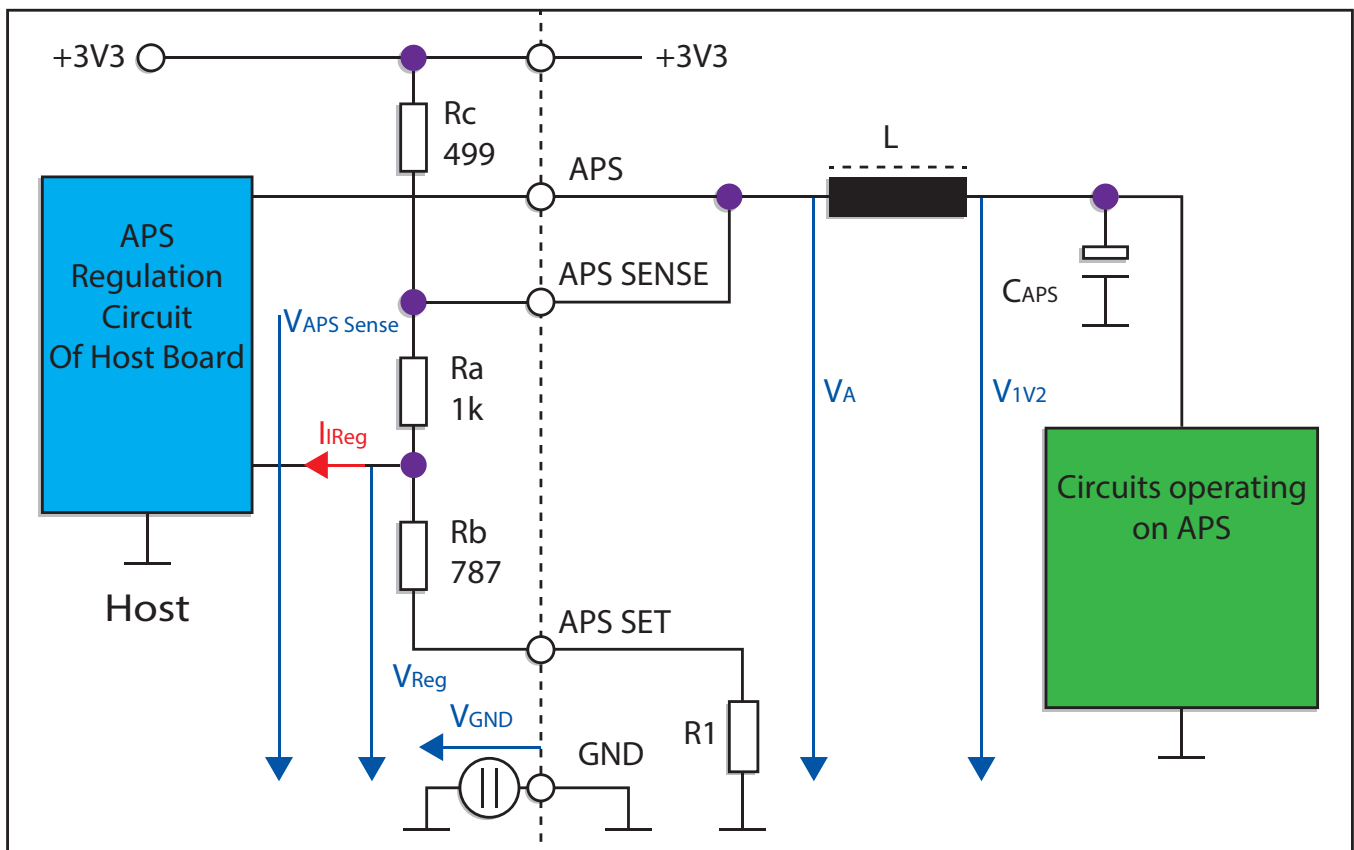 +3V3
+3V3
Rc
499
L
APS
APS
Regulation
Circuit
Of Host Board
APS SENSE
CAPS
VAPS Sense
Ra
1k
VA
V1V2
IIReg
Circuits operating
on APS
Rb
787
Host
APS SET
VReg
VGND
R1
GND